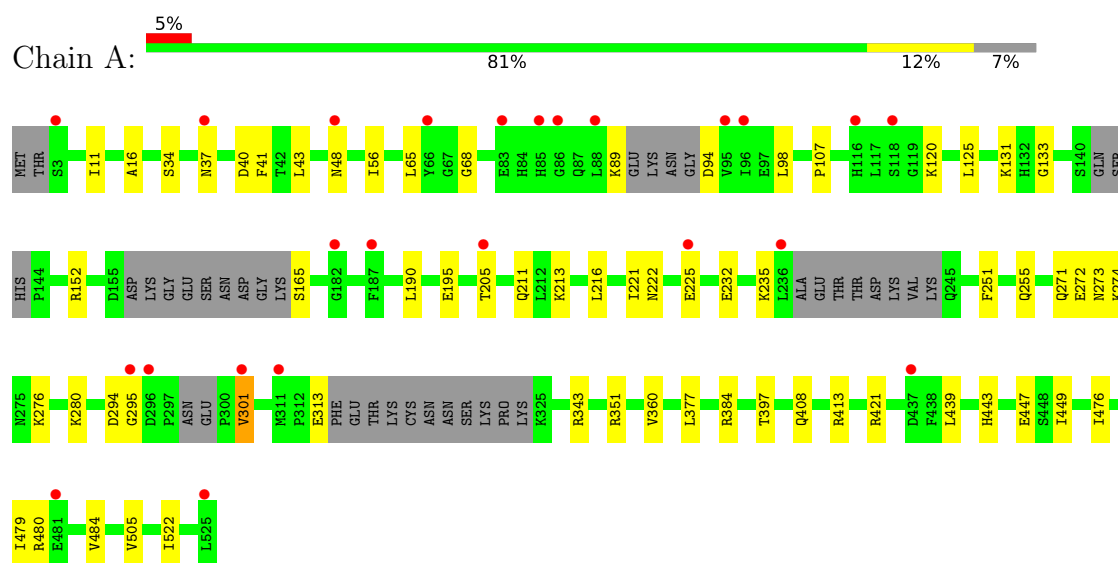 5%
Chain A:
81% 12% 7%
MET THR S3 I11 A16 S34 N37 D40 F41 T42 L43 N48 I56 L65 Y66 G67 G68 E83 H84 H85 G86 Q87 L88 K89 GLU LYS ASN GLY D94 V95 I96 E97 L98 P107 H116 L117 S118 G119 K120 L125 K131 H132 G133 S140 GLN SER
HIS P144 R152 D155 ASP LYS GLY GLU SER ASN ASP GLY LYS S165 G182 F187 L190 E195 T205 Q211 L212 K213 L216 I221 N222 E225 E232 K235 L236 ALA GLU THR THR ASP LYS VAL LYS Q245 F251 Q255 Q271 E272 N273 K274
N275 K276 K280 D294 G295 D296 P297 ASN GLU P300 V301 M311 P312 E313 PHE GLU THR LYS CYS ASN ASN SER LYS PRO LYS K325 R343 R351 V360 L377 R384 T397 Q408 R413 R421 D437 F438 L439 H443 E447 S448 I449 I476
I479 R480 E481 V484 V505 I522 L525